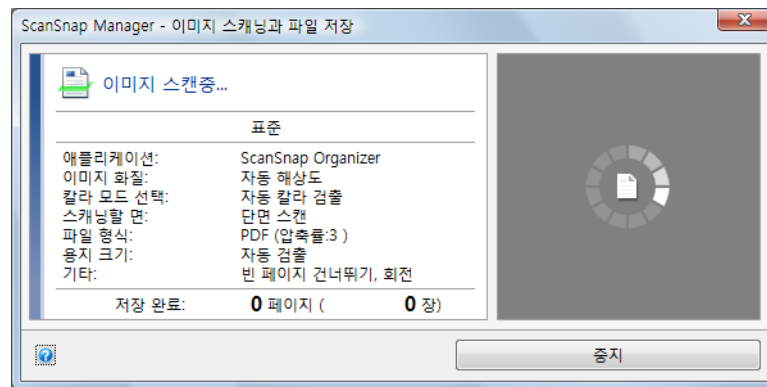 ScanSnap Manager - 이미지 스캐닝과 파일 저장
이미지 스캔중...
표준
애플리케이션: ScanSnap Organizer
이미지 화질: 자동 해상도
칼라 모드 선택: 자동 칼라 검출
스캐닝할 면: 단면 스캔
파일 형식: PDF (압축률:3 )
용지 크기: 자동 검출
기타: 빈 페이지 건너뛰기, 회전
저장 완료: 0 페이지 ( 0 장)
중지